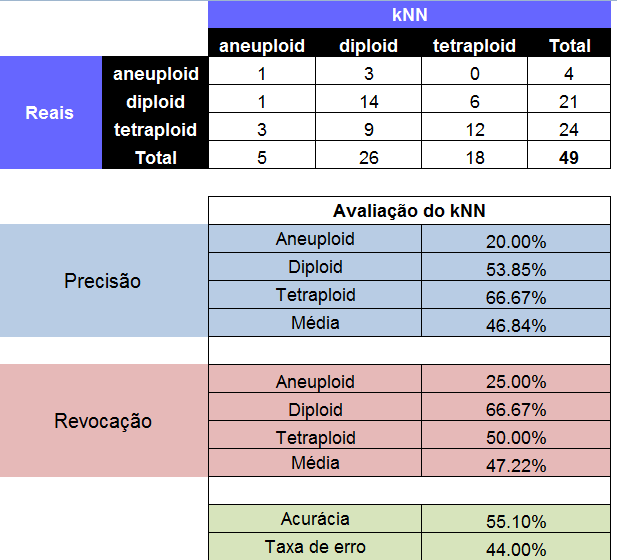 kNN
aneuploid diploid tetraploid Total
Reais
aneuploid 1 3 0 4
diploid 1 14 6 21
tetraploid 3 9 12 24
Total 5 26 18 49
Avaliação do kNN
Precisão
Aneuploid 20.00%
Diploid 53.85%
Tetraploid 66.67%
Média 46.84%
Revocação
Aneuploid 25.00%
Diploid 66.67%
Tetraploid 50.00%
Média 47.22%
Acurácia 55.10%
Taxa de erro 44.00%